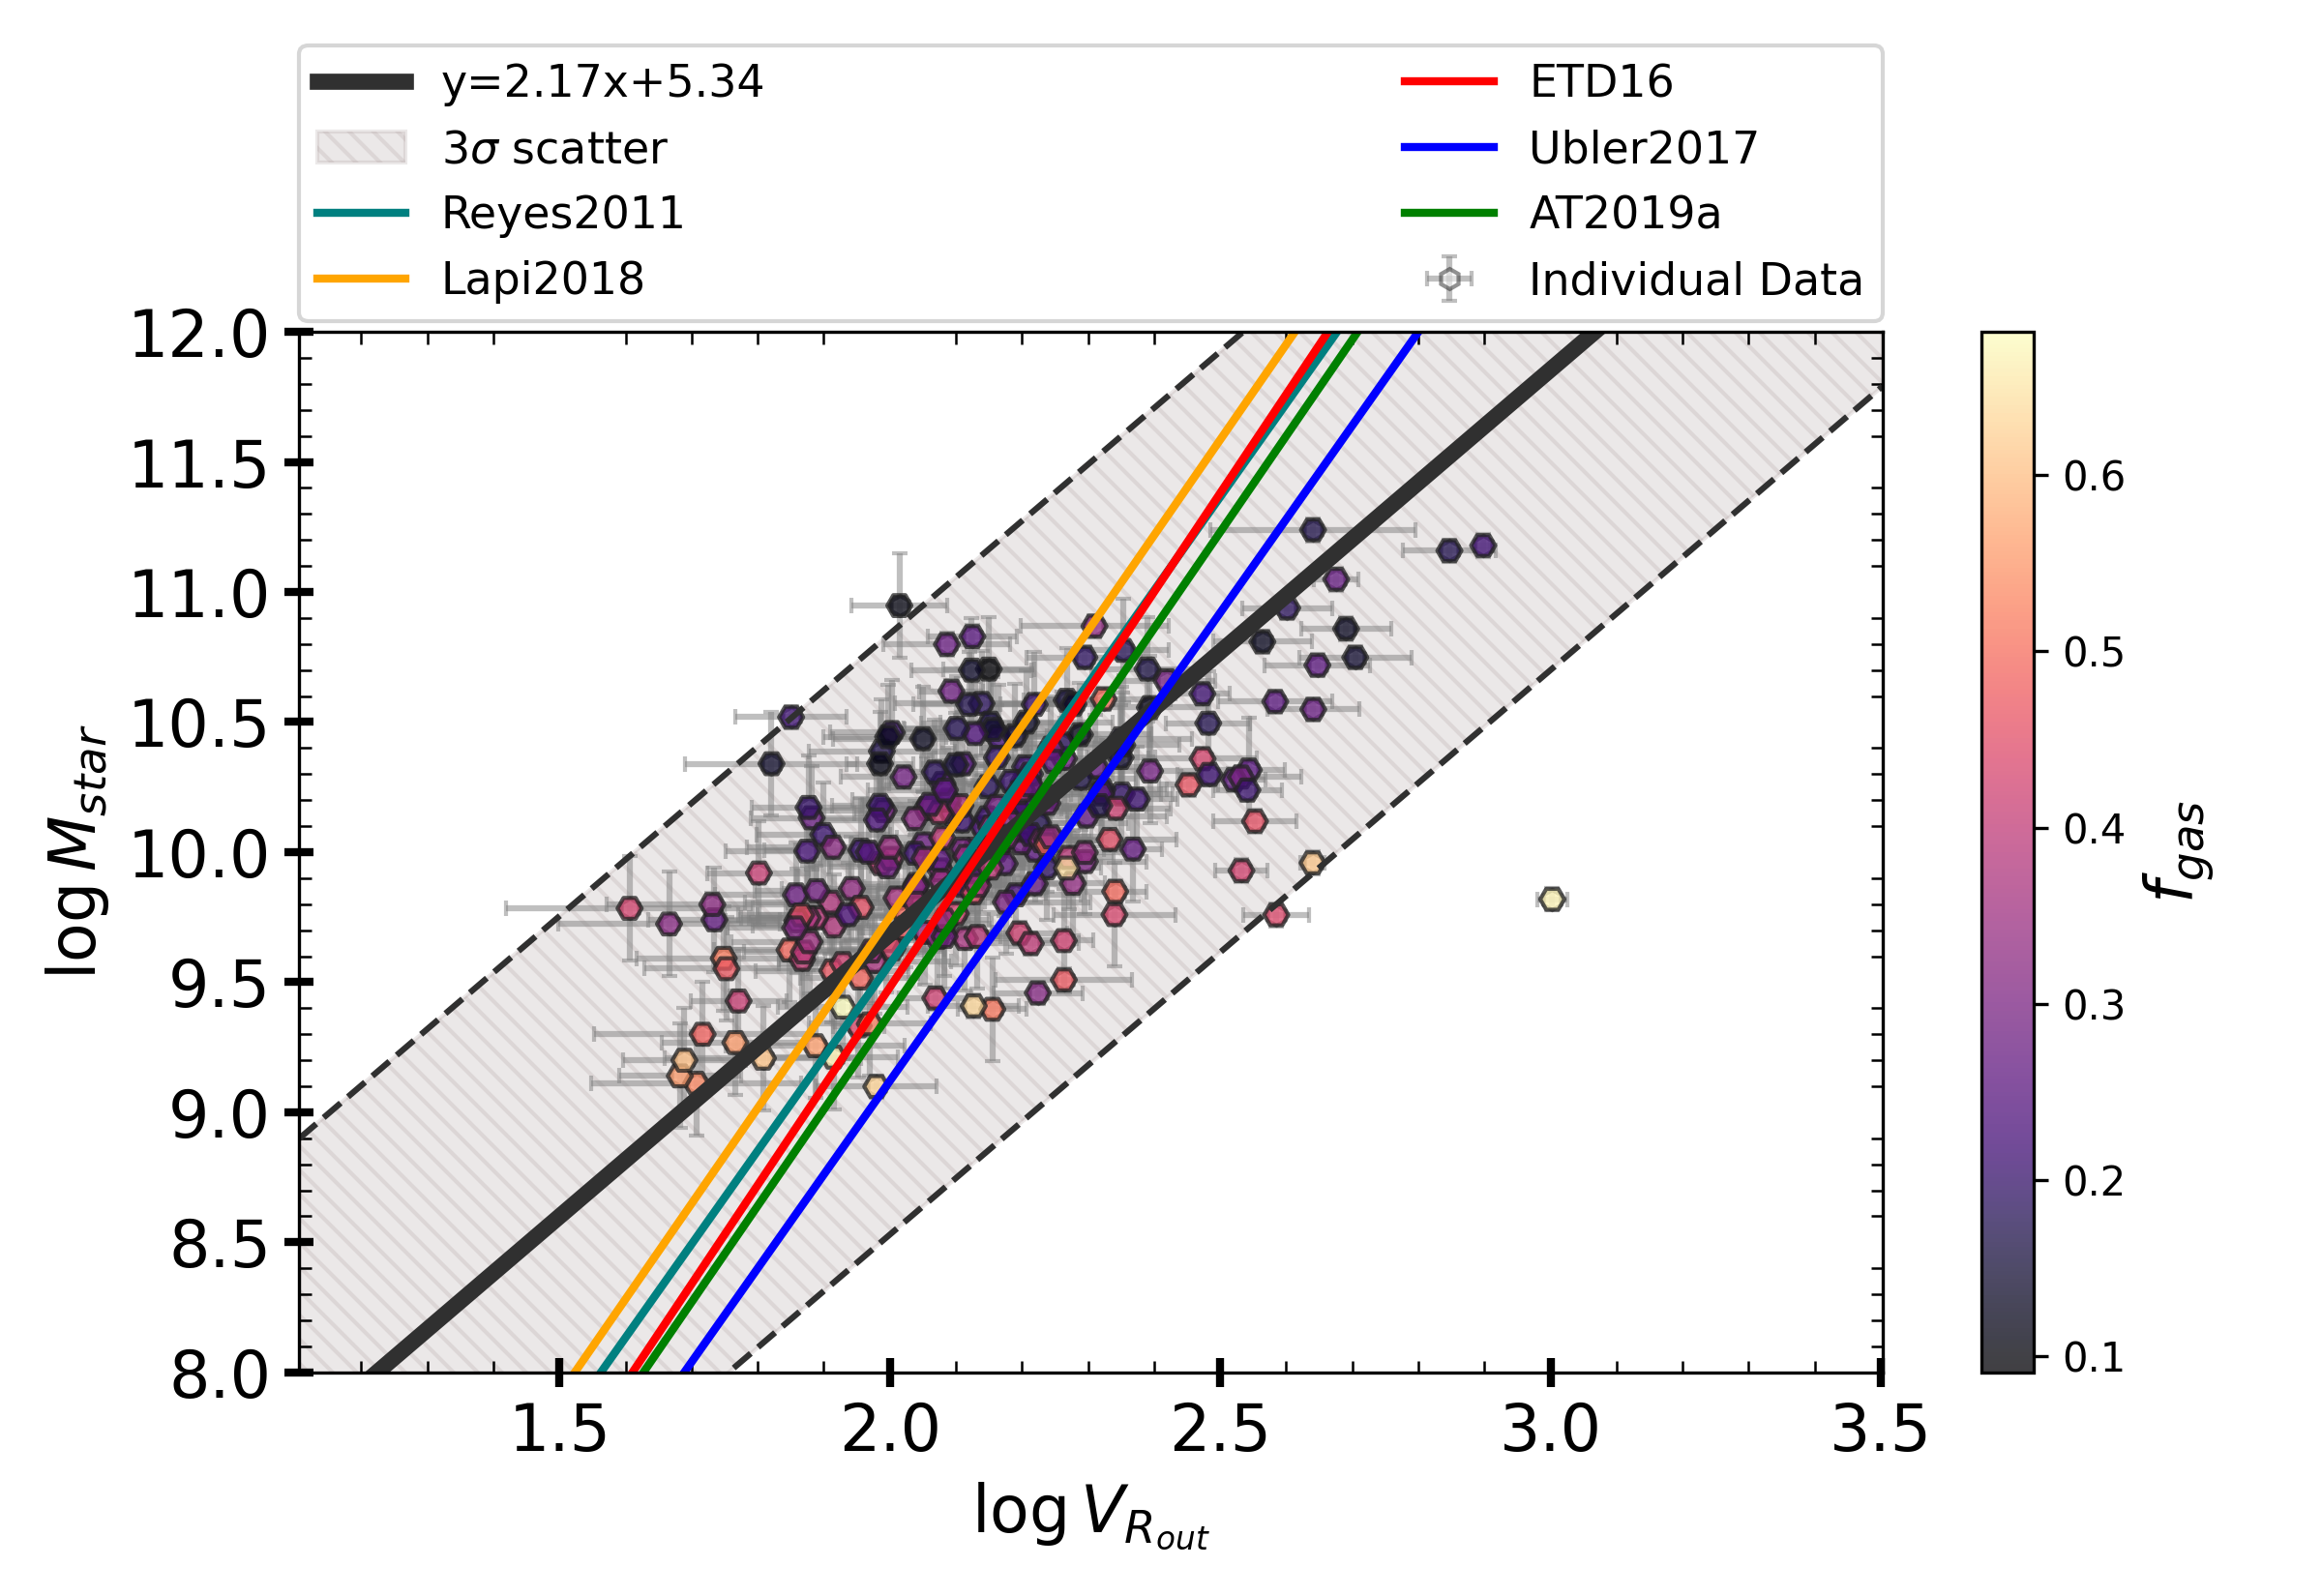 y=2.17x+5.34
3σ scatter
Reyes2011
Lapi2018
ETD16
Ubler2017
AT2019a
Individual Data
12.0
11.5
11.0
10.5
10.0
9.5
9.0
8.5
8.0
log M_star
1.5 2.0 2.5 3.0 3.5
log V_R_out
0.6
0.5
0.4
0.3
0.2
0.1
f_gas